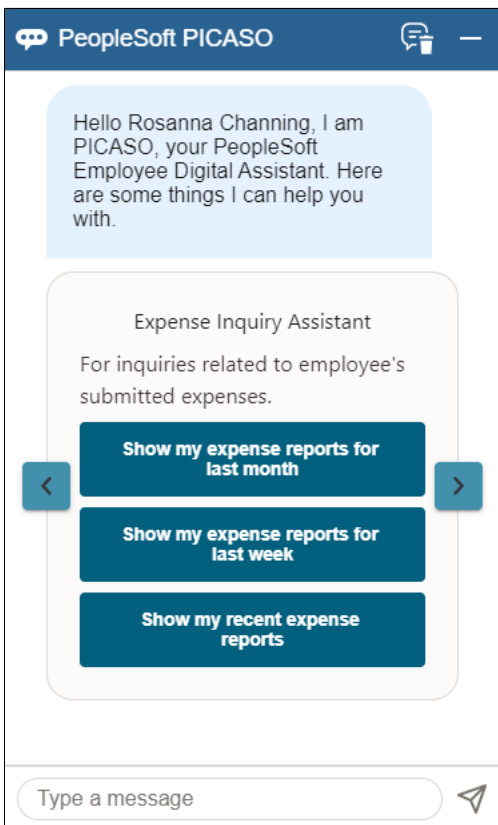 PeopleSoft PICASO
Hello Rosanna Channing, I am
PICASO, your PeopleSoft
Employee Digital Assistant. Here
are some things I can help you
with.
Expense Inquiry Assistant
For inquiries related to employee's
submitted expenses.
Show my expense reports for
last month
Show my expense reports for
last week
Show my recent expense
reports
Type a message